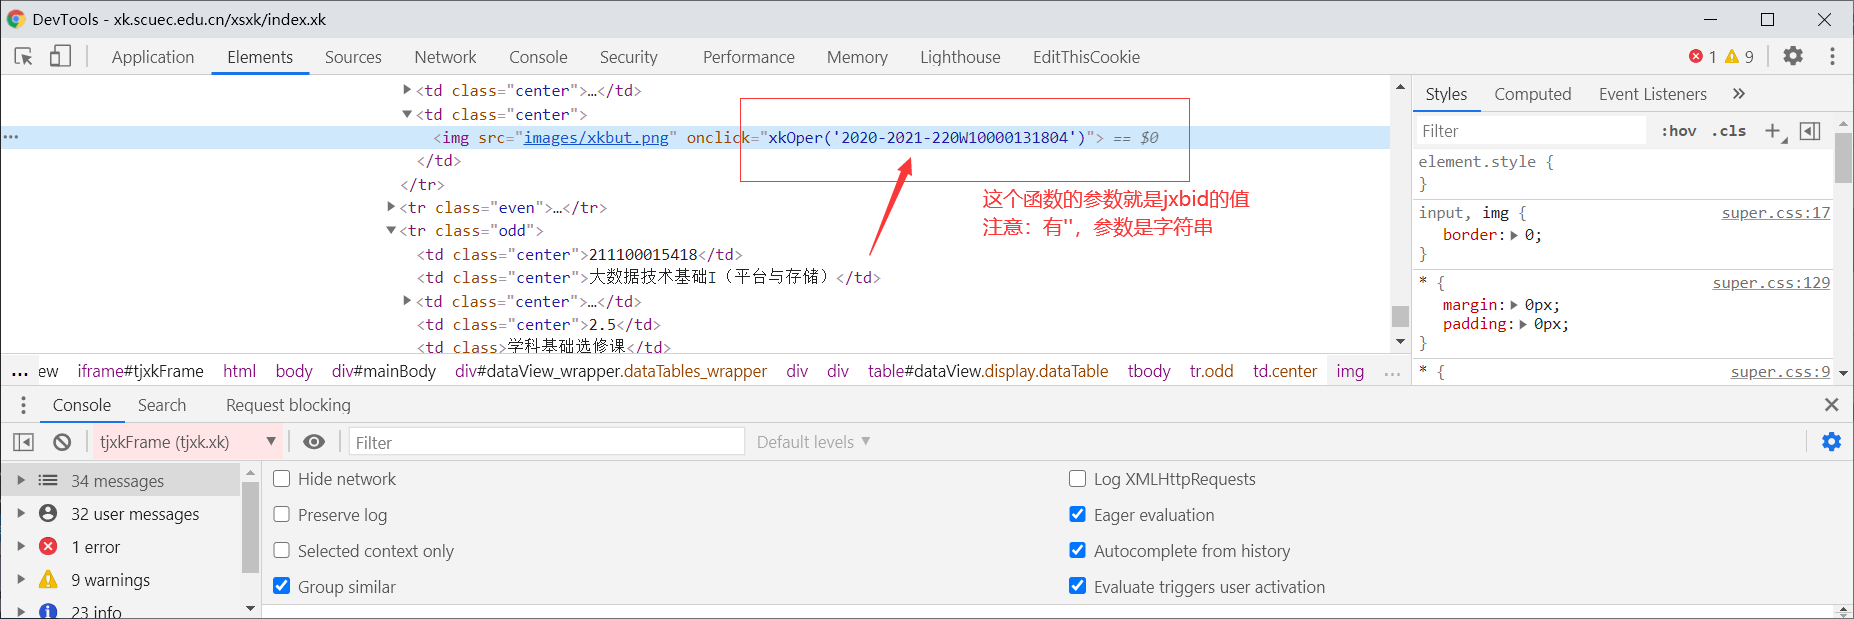 DevTools - xk.scuec.edu.cn/xsxk/index.xk
Application Elements Sources Network Console Security Performance Memory Lighthouse EditThisCookie 1 9
<td class="center">…</td>
<td class="center">
<img src="images/xkbut.png" onclick="xkOper('2020-2021-220W10000131804')"> == $0
</td>
</tr>
<tr class="even">…</tr>
<tr class="odd">
<td class="center">211100015418</td>
<td class="center">大数据技术基础I（平台与存储）</td>
<td class="center">…</td>
<td class="center">2.5</td>
<td class>学科基础选修课</td>
这个函数的参数就是jxbid的值
注意：有''，参数是字符串
Styles Computed Event Listeners »
Filter :hov .cls
element.style {
}
input, img { super.css:17
border: 0;
}
* { super.css:129
margin: 0px;
padding: 0px;
}
* { super.css:9
... ew iframe#tjxkFrame html body div#mainBody div#dataView_wrapper.dataTables_wrapper div div table#dataView.display.dataTable tbody tr.odd td.center img ...
Console Search Request blocking
tjxkFrame (tjxk.xk) Filter Default levels
34 messages
32 user messages
1 error
9 warnings
23 info
Hide network
Preserve log
Selected context only
Group similar
Log XMLHttpRequests
Eager evaluation
Autocomplete from history
Evaluate triggers user activation